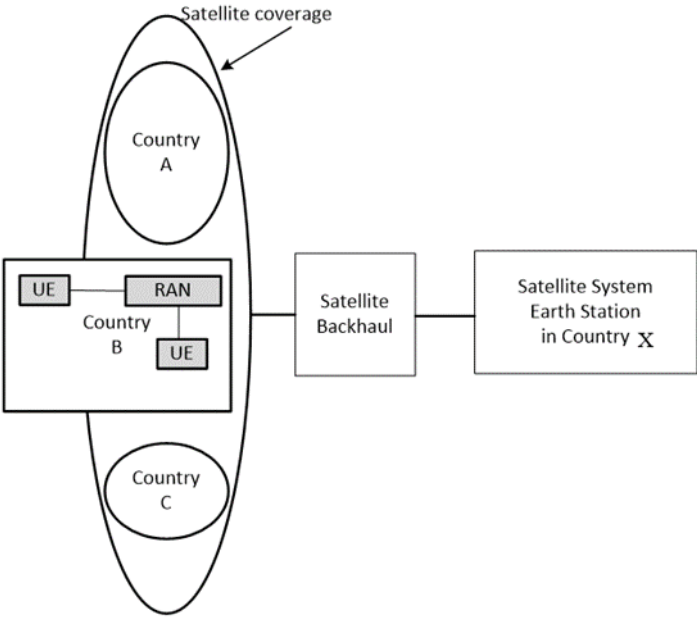 Satellite coverage
Country
A
UE
RAN
Country
B
UE
Satellite
Backhaul
Satellite System
Earth Station
in Country X
Country
C